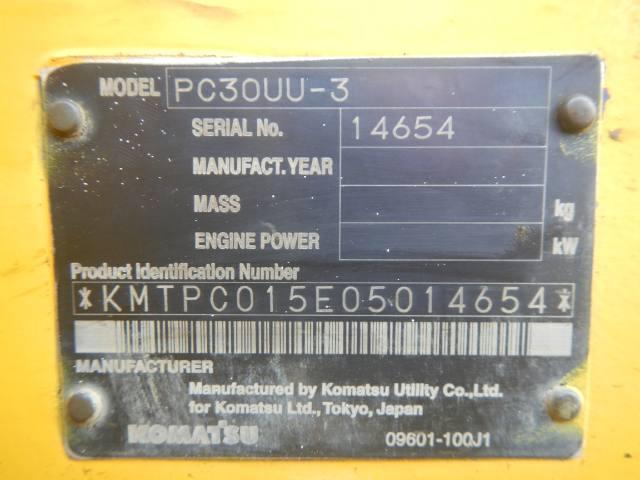 MODEL PC30UU-3
SERIAL No. 14654
MANUFACT. YEAR
MASS kg
ENGINE POWER kW
Product Identification Number
*KMTPC015E05014654*
MANUFACTURER
Manufactured by Komatsu Utility Co.,Ltd.
for Komatsu Ltd.,Tokyo, Japan
KOMATSU 09601-100J1